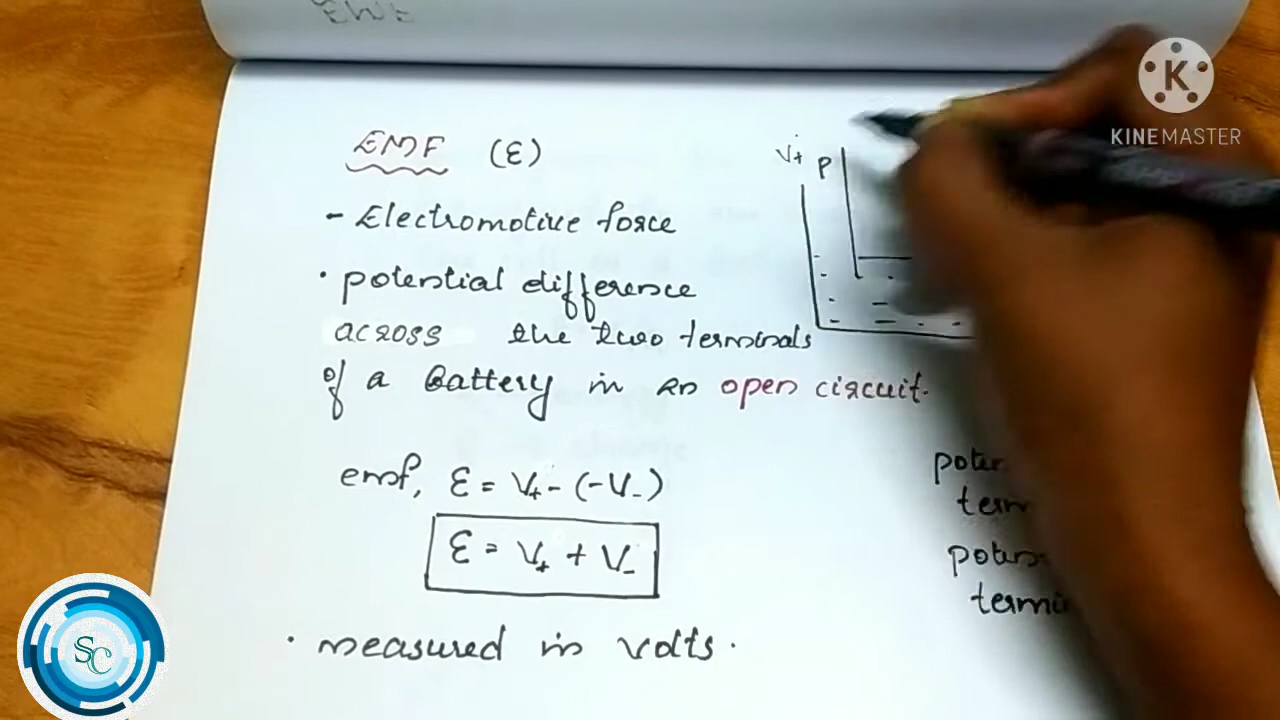 EMF (ε)
V+ P
- Electromotive force
• potential difference
across the two terminals
of a Battery in an open circuit.
emf, ε = V+ - (-V-)
ε = V+ + V-
• measured in volts.
KINEMASTER
K
SC